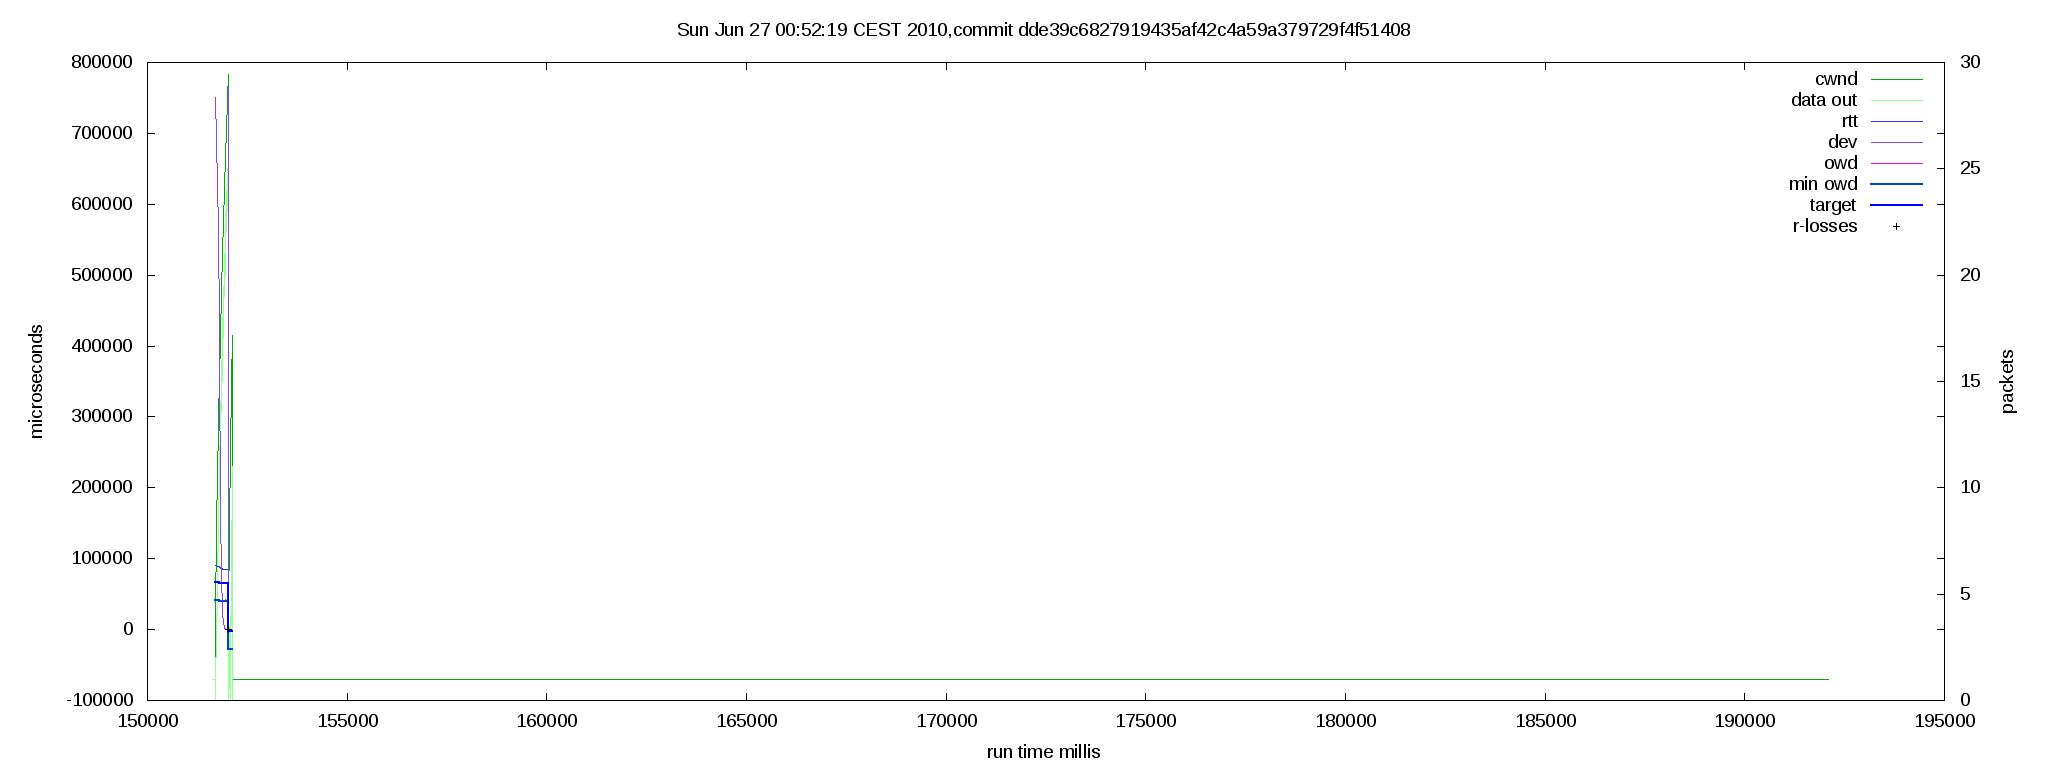 Sun Jun 27 00:52:19 CEST 2010,commit dde39c6827919435af42c4a59a379729f4f51408
800000
700000
600000
500000
400000
300000
200000
100000
0
-100000
microseconds
30
25
20
15
10
5
0
packets
cwnd
data out
rtt
dev
owd
min owd
target
r-losses
150000 155000 160000 165000 170000 175000 180000 185000 190000 195000
run time millis